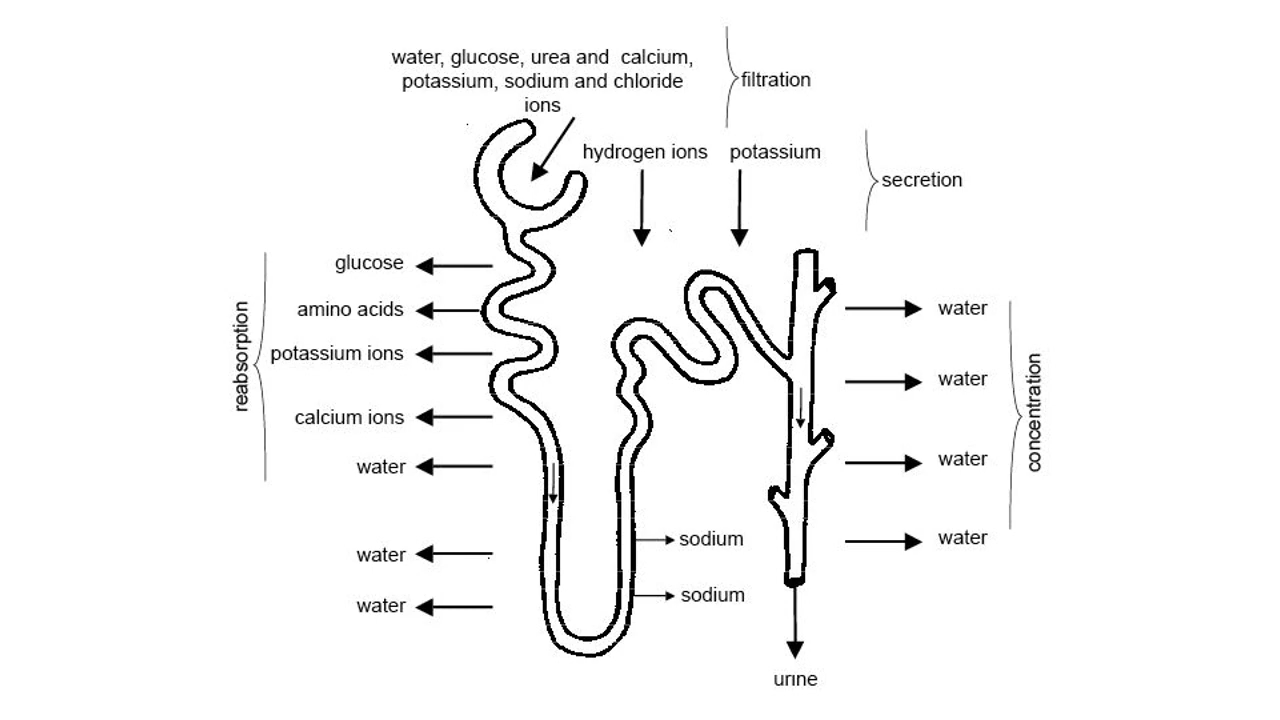 water, glucose, urea and calcium,
potassium, sodium and chloride
ions
filtration
hydrogen ions
potassium
secretion
reabsorption
glucose
amino acids
potassium ions
calcium ions
water
water
water
sodium
sodium
water
water
water
water
concentration
urine